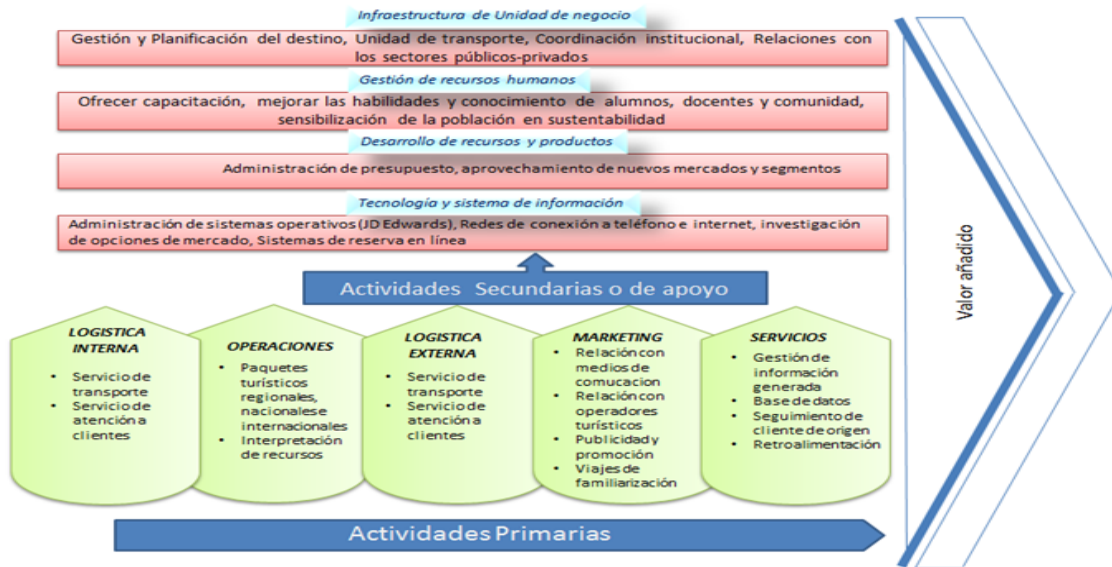 Infraestructura de Unidad de negocio
Gestión y Planificación del destino, Unidad de transporte, Coordinación institucional, Relaciones con
los sectores públicos-privados
Gestión de recursos humanos
Ofrecer capacitación, mejorar las habilidades y conocimiento de alumnos, docentes y comunidad,
sensibilización de la población en sustentabilidad
Desarrollo de recursos y productos
Administración de presupuesto, aprovechamiento de nuevos mercados y segmentos
Tecnología y sistema de información
Administración de sistemas operativos (JD Edwards), Redes de conexión a teléfono e internet, investigación
de opciones de mercado, Sistemas de reserva en línea
Actividades Secundarias o de apoyo
LOGISTICA
INTERNA
• Servicio de
transporte
• Servicio de
atención a
clientes
OPERACIONES
• Paquetes
turísticos
regionales,
nacionales e
internacionales
• Interpretación
de recursos
LOGISTICA
EXTERNA
• Servicio de
transporte
• Servicio de
atención a
clientes
MARKETING
• Relación con
medios de
comucacion
• Relación con
operadores
turísticos
• Publicidad y
promoción
• Viajes de
familiarización
SERVICIOS
• Gestión de
información
generada
• Base de datos
• Seguimiento de
cliente de origen
• Retroalimentación
Actividades Primarias
Valor añadido